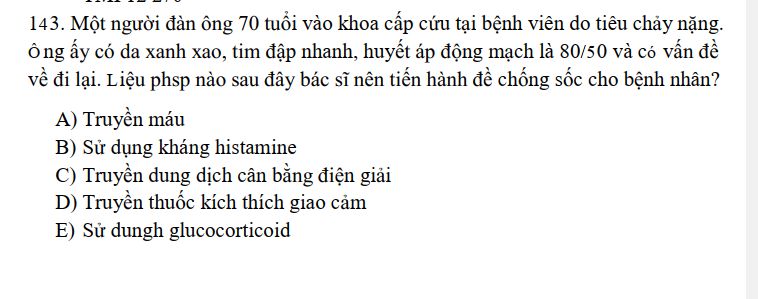 143. Một người đàn ông 70 tuổi vào khoa cấp cứu tại bệnh viên do tiêu chảy nặng.
Ông ấy có da xanh xao, tim đập nhanh, huyết áp động mạch là 80/50 và có vấn đề
về đi lại. Liệu phsp nào sau đây bác sĩ nên tiến hành đề chống sốc cho bệnh nhân?
A) Truyền máu
B) Sử dụng kháng histamine
C) Truyền dung dịch cân bằng điện giải
D) Truyền thuốc kích thích giao cảm
E) Sử dungh glucocorticoid